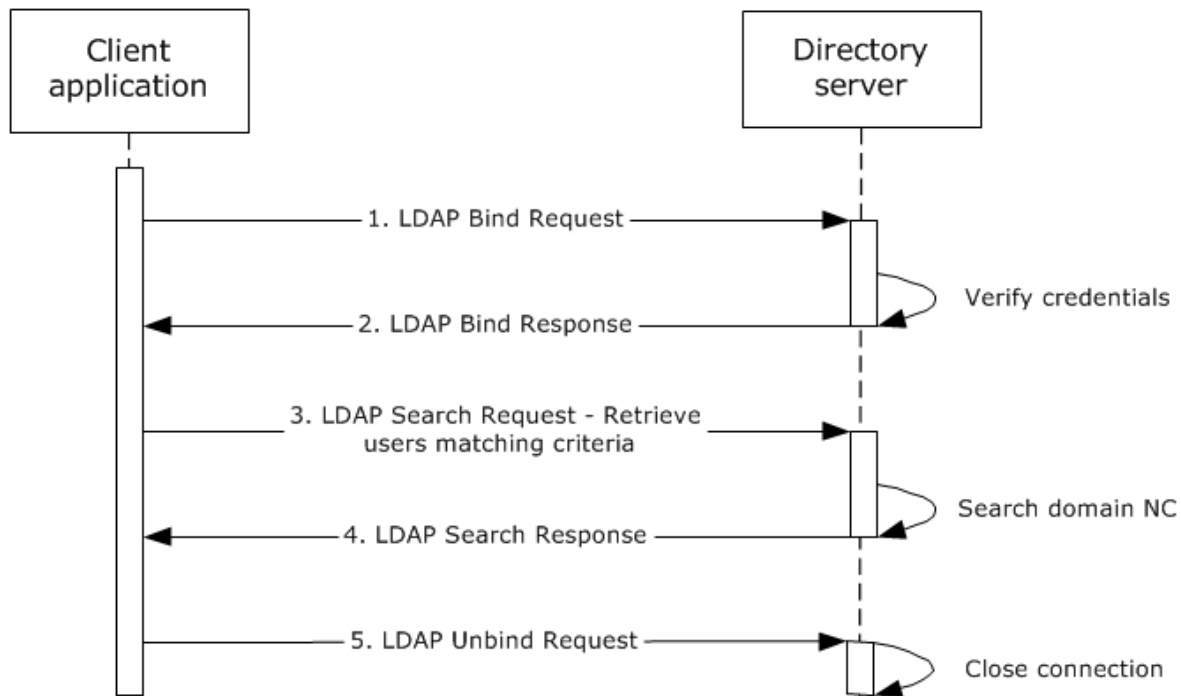 Client
application
Directory
server
1. LDAP Bind Request
Verify credentials
2. LDAP Bind Response
3. LDAP Search Request - Retrieve
users matching criteria
Search domain NC
4. LDAP Search Response
5. LDAP Unbind Request
Close connection